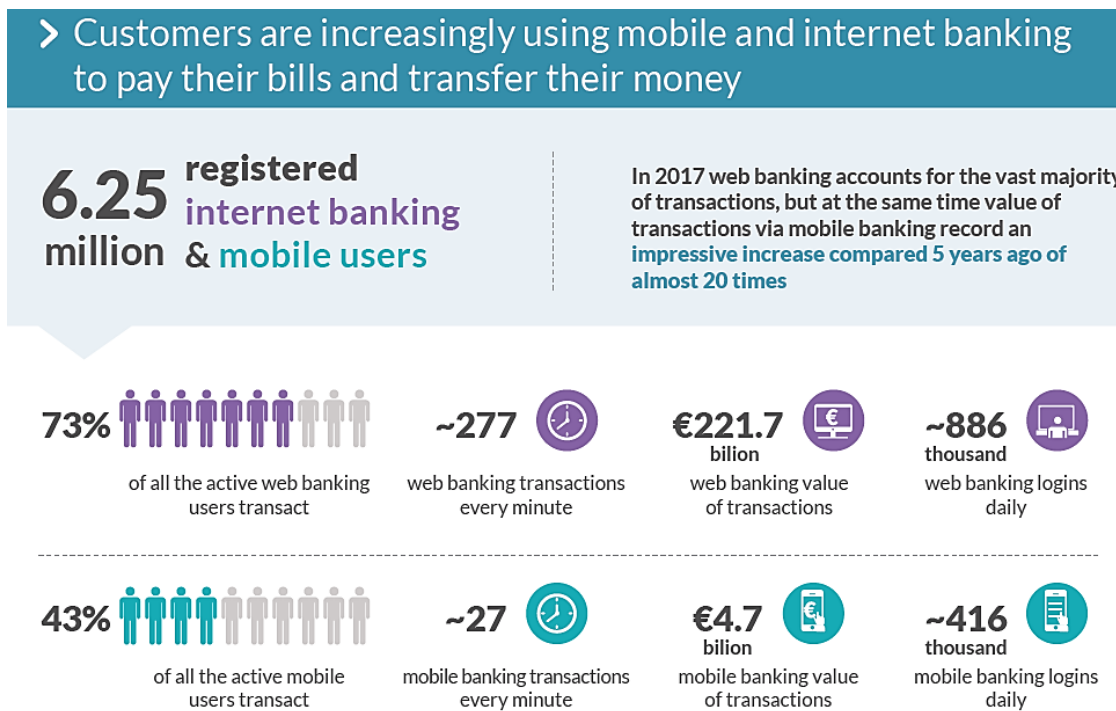 Customers are increasingly using mobile and internet banking
to pay their bills and transfer their money
6.25
million
registered
internet banking
& mobile users
In 2017 web banking accounts for the vast majority
of transactions, but at the same time value of
transactions via mobile banking record an
impressive increase compared 5 years ago of
almost 20 times
73%
of all the active web banking
users transact
~277
web banking transactions
every minute
€221.7
bilion
web banking value
of transactions
~886
thousand
web banking logins
daily
43%
of all the active mobile
users transact
~27
mobile banking transactions
every minute
€4.7
bilion
mobile banking value
of transactions
~416
thousand
mobile banking logins
daily